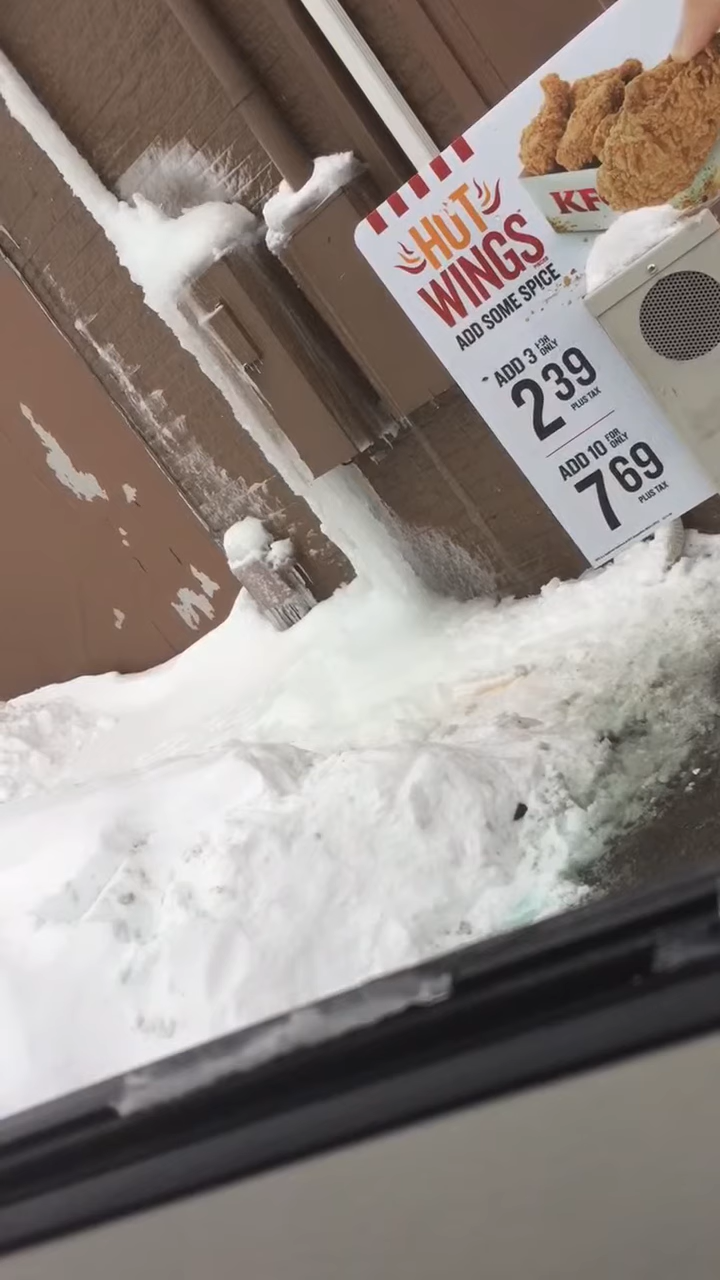 KF
HOT
WINGS
ADD SOME SPICE
ADD 3 FOR ONLY
2 39
PLUS TAX
ADD 10 FOR ONLY
7 69
PLUS TAX